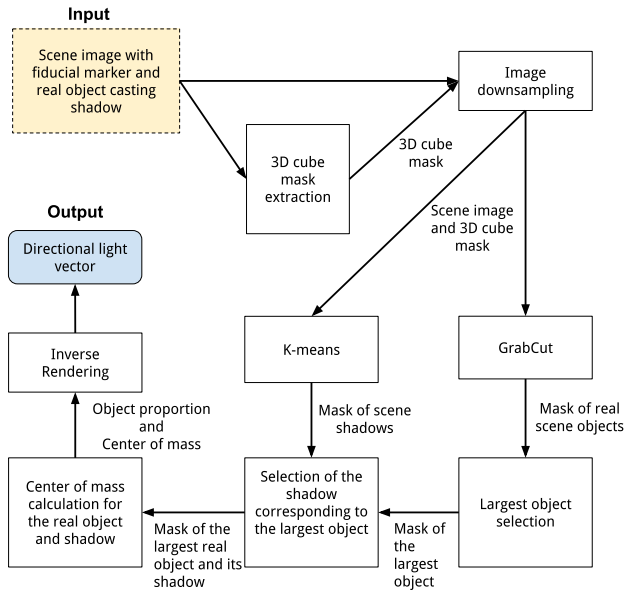 Input
Scene image with
fiducial marker and
real object casting
shadow
Image
downsampling
3D cube
mask
extraction
3D cube
mask
Scene image
and 3D cube
mask
Output
Directional light
vector
Inverse
Rendering
K-means
GrabCut
Object proportion
and
Center of mass
Mask of scene
shadows
Mask of real
scene objects
Center of mass
calculation for
the real object
and shadow
Selection of the
shadow
corresponding to
the largest object
Largest object
selection
Mask of the
largest real
object and its
shadow
Mask of
the
largest
object